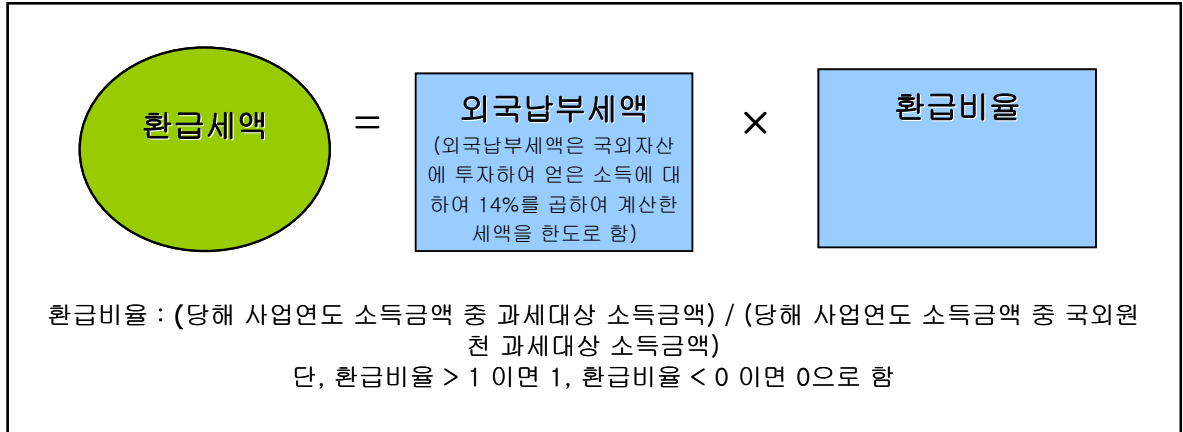 환급세액
=
외국납부세액
(외국납부세액은 국외자산
에 투자하여 얻은 소득에 대
하여 14%를 곱하여 계산한
세액을 한도로 함)
×
환급비율
환급비율 : (당해 사업연도 소득금액 중 과세대상 소득금액) / (당해 사업연도 소득금액 중 국외원
천 과세대상 소득금액)
단, 환급비율 > 1 이면 1, 환급비율 < 0 이면 0으로 함